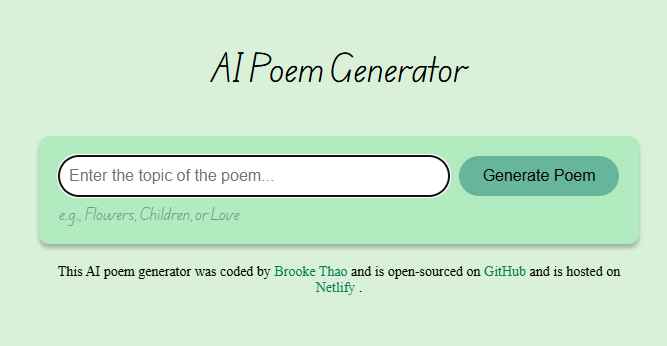 AI Poem Generator
Enter the topic of the poem...
Generate Poem
e.g., Flowers, Children, or Love
This AI poem generator was coded by Brooke Thao and is open-sourced on GitHub and is hosted on
Netlify .